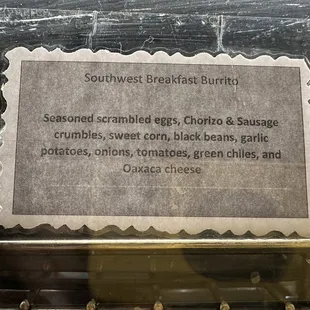 Southwest Breakfast Burrito
Seasoned scrambled eggs, Chorizo & Sausage
crumbles, sweet corn, black beans, garlic
potatoes, onions, tomatoes, green chiles, and
Oaxaca cheese